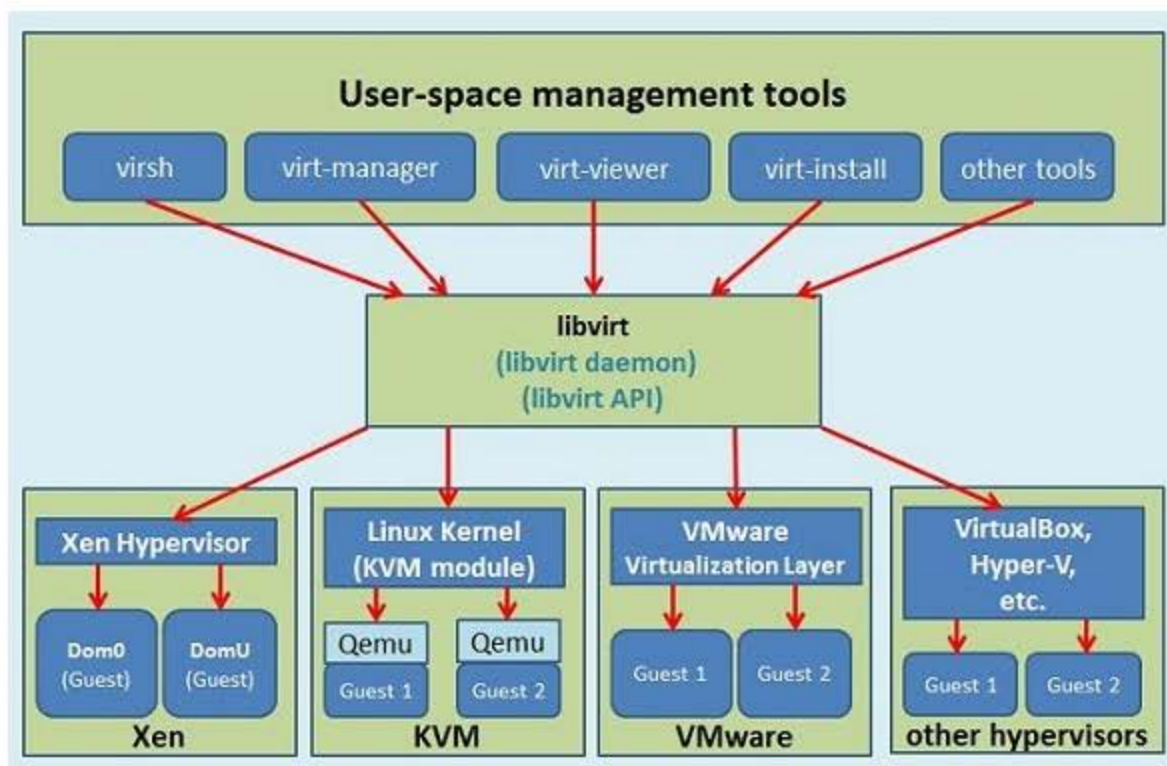 User-space management tools
virsh
virt-manager
virt-viewer
virt-install
other tools
libvirt
(libvirt daemon)
(libvirt API)
Xen Hypervisor
Dom0
(Guest)
DomU
(Guest)
Xen
Linux Kernel
(KVM module)
Qemu
Guest 1
Qemu
Guest 2
KVM
VMware
Virtualization Layer
Guest 1
Guest 2
VMware
VirtualBox,
Hyper-V,
etc.
Guest 1
Guest 2
other hypervisors